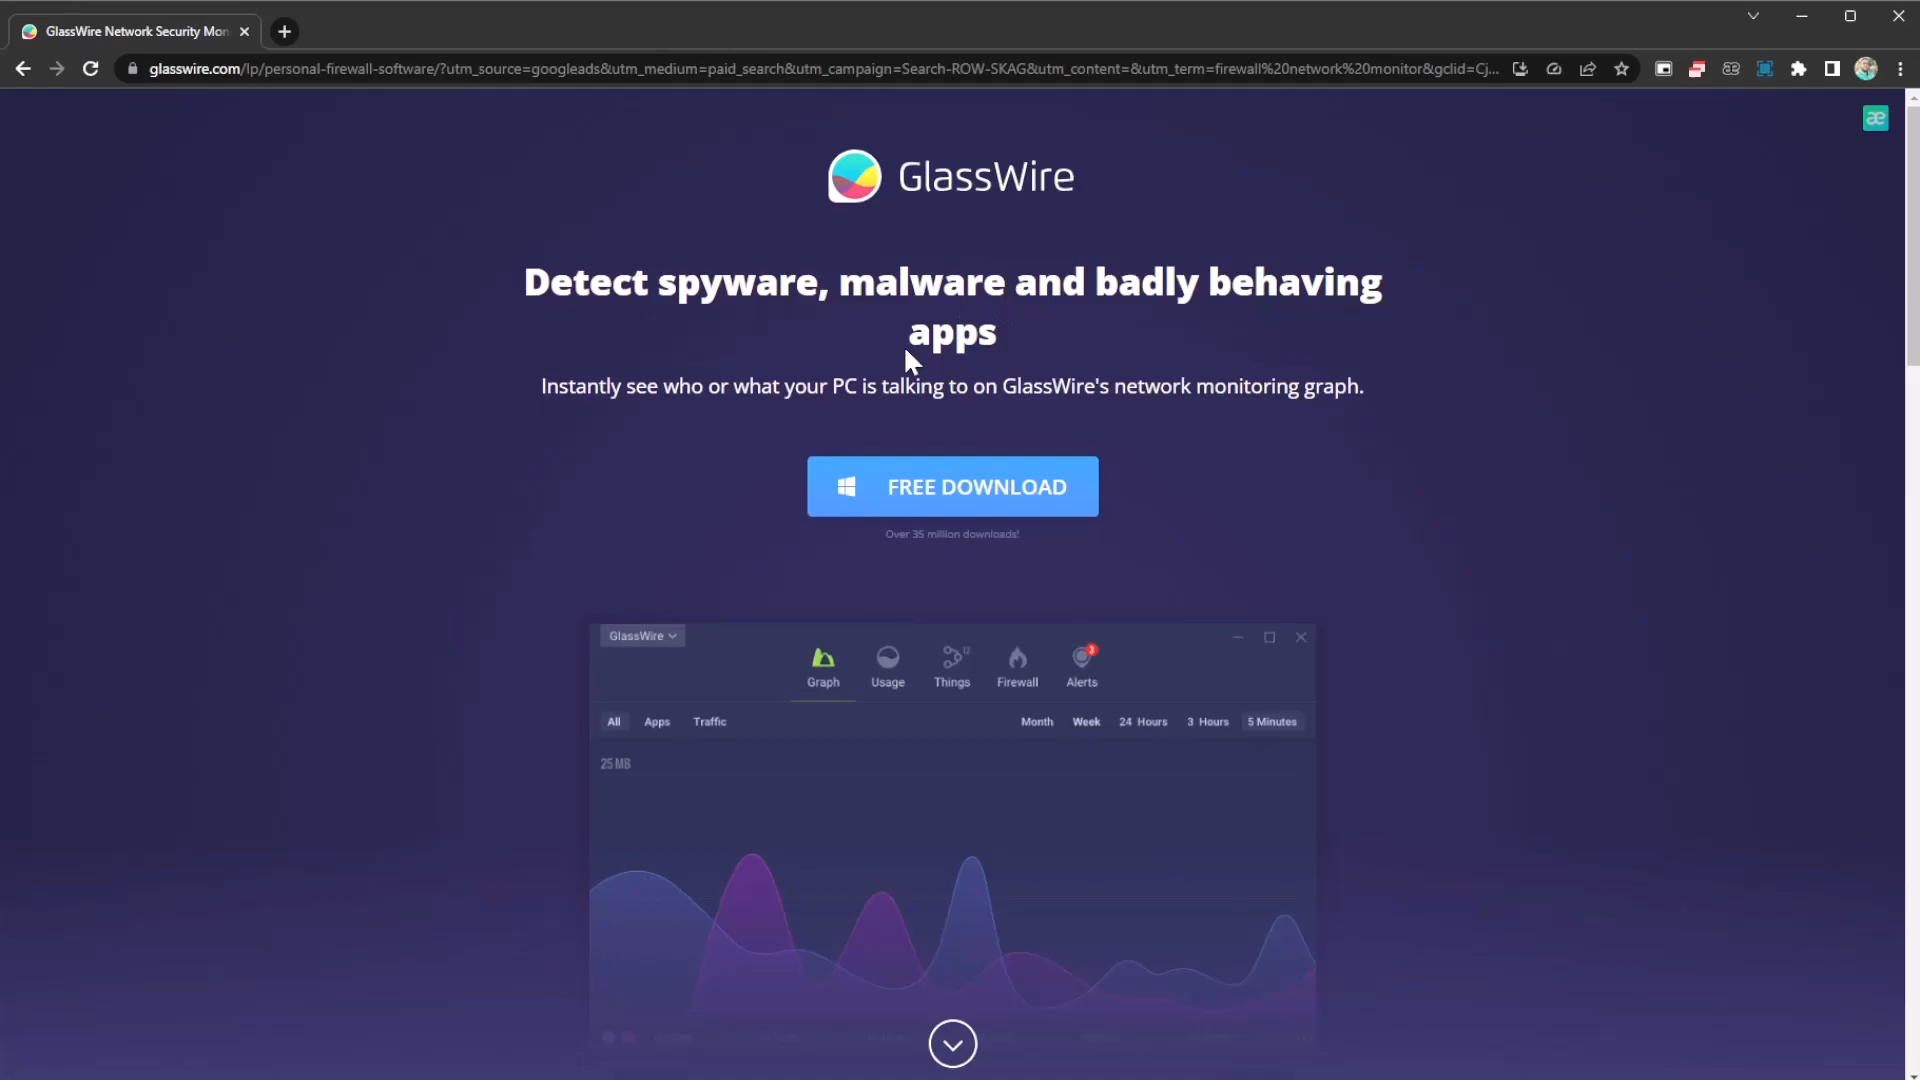 GlassWire Network Security Mon
glasswire.com/lp/personal-firewall-software/?utm_source=googleads&utm_medium=paid_search&utm_campaign=Search-ROW-SKAG&utm_content=&utm_term=firewall%20network%20monitor&gclid=Cj...
æ
GlassWire
Detect spyware, malware and badly behaving
apps
Instantly see who or what your PC is talking to on GlassWire's network monitoring graph.
FREE DOWNLOAD
Over 35 million downloads!
GlassWire
12
3
Graph Usage Things Firewall Alerts
All Apps Traffic Month Week 24 Hours 3 Hours 5 Minutes
25 MB